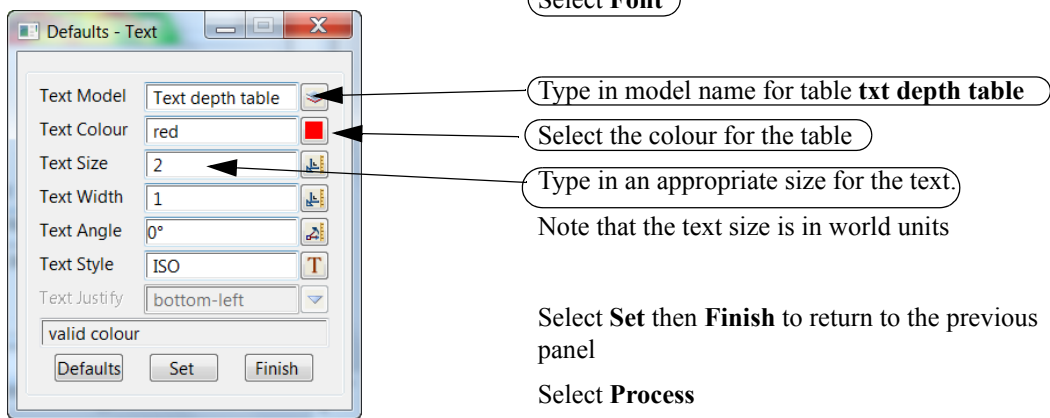 Select Font
Defaults - Text
Text Model Text depth table
Type in model name for table txt depth table
Text Colour red
Select the colour for the table
Text Size 2
Type in an appropriate size for the text.
Text Width 1
Note that the text size is in world units
Text Angle 0°
Text Style ISO T
Text Justify bottom-left
valid colour
Defaults Set Finish
Select Set then Finish to return to the previous
panel
Select Process